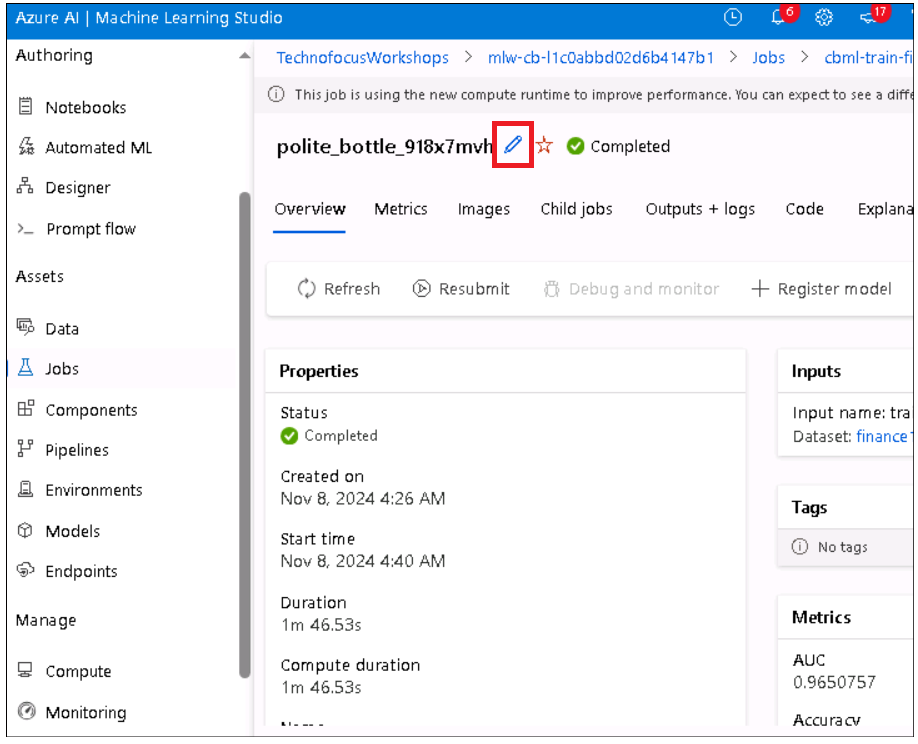 Azure AI | Machine Learning Studio
6
17
Authoring
Notebooks
Automated ML
Designer
Prompt flow
Assets
Data
Jobs
Components
Pipelines
Environments
Models
Endpoints
Manage
Compute
Monitoring
TechnofocusWorkshops > mlw-cb-l1c0abbd02d6b4147b1 > Jobs > cbml-train-fi
This job is using the new compute runtime to improve performance. You can expect to see a diffe
polite_bottle_918x7mvh Completed
Overview Metrics Images Child jobs Outputs + logs Code Explana
Refresh Resubmit Debug and monitor Register model
Properties
Status
Completed
Created on
Nov 8, 2024 4:26 AM
Start time
Nov 8, 2024 4:40 AM
Duration
1m 46.53s
Compute duration
1m 46.53s
Inputs
Input name: tra
Dataset: finance1
Tags
No tags
Metrics
AUC
0.9650757
Accuracy